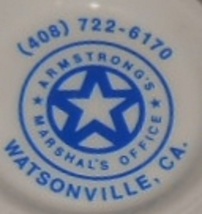 (408) 722-6170
ARMSTRONG'S
MARSHAL'S OFFICE
WATSONVILLE, CA.